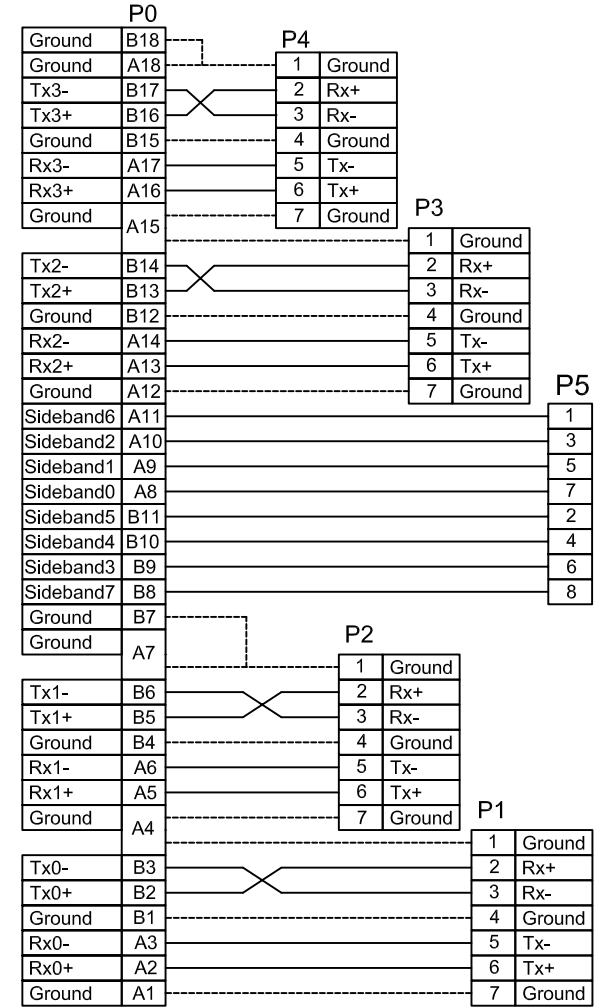 P0
Ground B18
P4
Ground A18 1 Ground
Tx3- B17 2 Rx+
Tx3+ B16 3 Rx-
Ground B15 4 Ground
Rx3- A17 5 Tx-
Rx3+ A16 6 Tx+
Ground A15 7 Ground
P3
1 Ground
Tx2- B14 2 Rx+
Tx2+ B13 3 Rx-
Ground B12 4 Ground
Rx2- A14 5 Tx-
Rx2+ A13 6 Tx+
Ground A12 7 Ground
P5
Sideband6 A11 1
Sideband2 A10 3
Sideband1 A9 5
Sideband0 A8 7
Sideband5 B11 2
Sideband4 B10 4
Sideband3 B9 6
Sideband7 B8 8
Ground B7
Ground A7
P2
1 Ground
Tx1- B6 2 Rx+
Tx1+ B5 3 Rx-
Ground B4 4 Ground
Rx1- A6 5 Tx-
Rx1+ A5 6 Tx+
Ground A4 7 Ground
P1
1 Ground
Tx0- B3 2 Rx+
Tx0+ B2 3 Rx-
Ground B1 4 Ground
Rx0- A3 5 Tx-
Rx0+ A2 6 Tx+
Ground A1 7 Ground